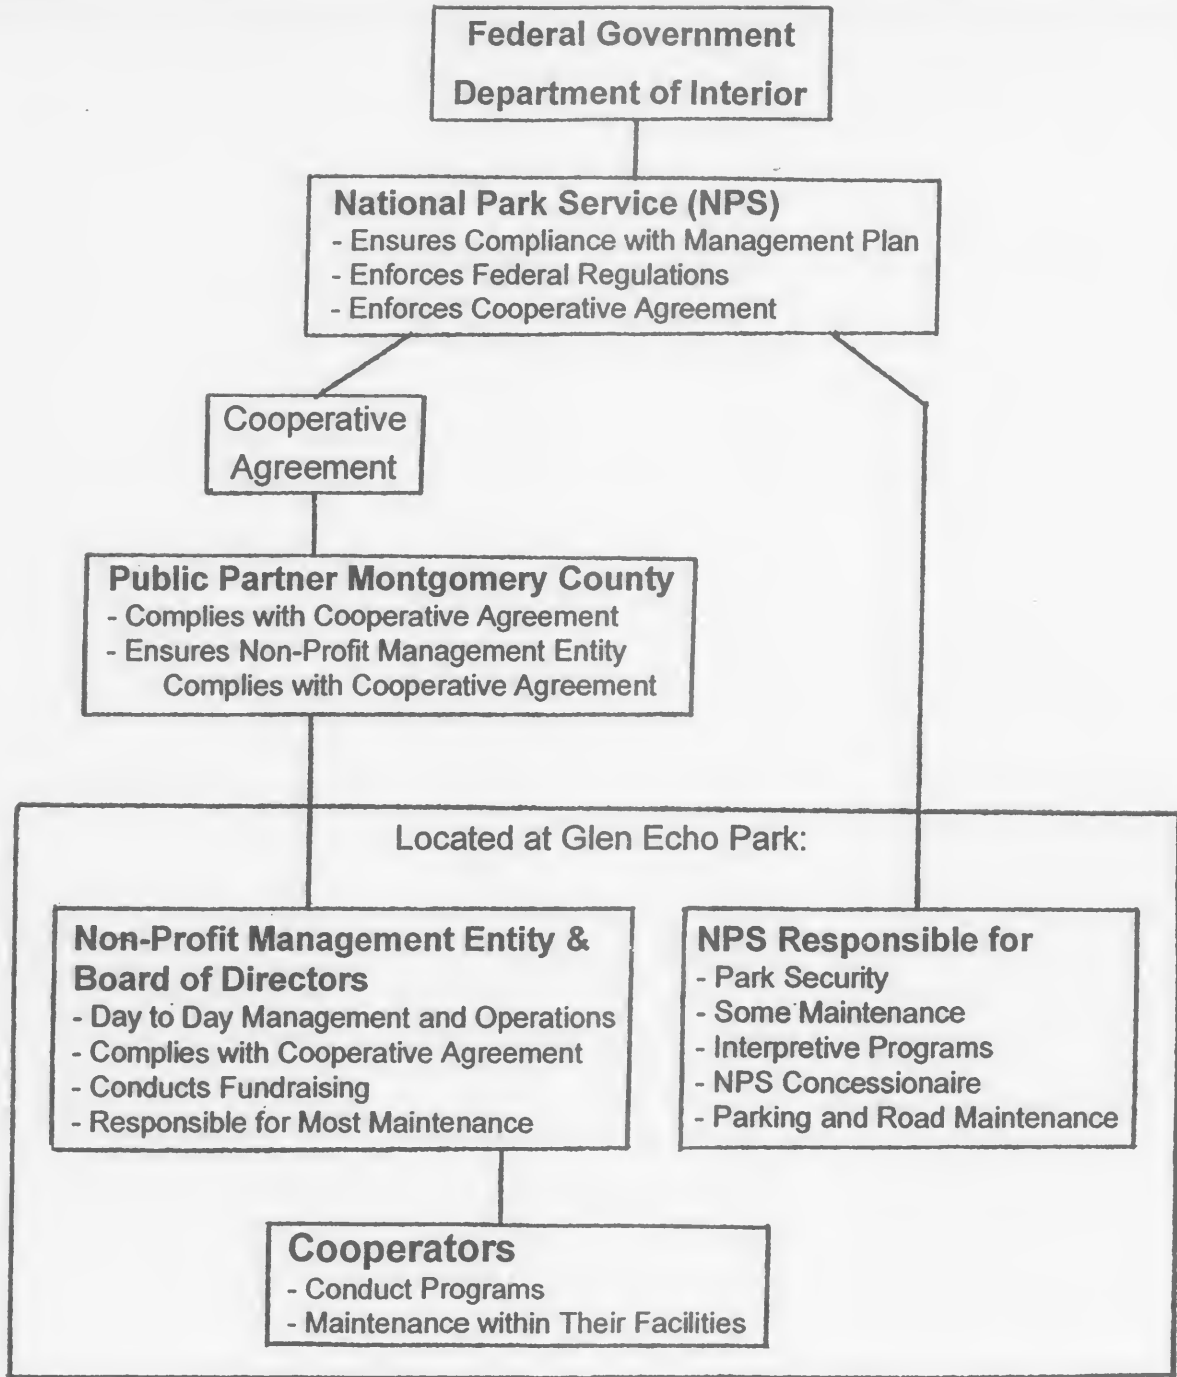 Federal Government
Department of Interior
National Park Service (NPS)
- Ensures Compliance with Management Plan
- Enforces Federal Regulations
- Enforces Cooperative Agreement
Cooperative
Agreement
Public Partner Montgomery County
- Complies with Cooperative Agreement
- Ensures Non-Profit Management Entity
Complies with Cooperative Agreement
Located at Glen Echo Park:
Non-Profit Management Entity &
Board of Directors
- Day to Day Management and Operations
- Complies with Cooperative Agreement
- Conducts Fundraising
- Responsible for Most Maintenance
NPS Responsible for
- Park Security
- Some Maintenance
- Interpretive Programs
- NPS Concessionaire
- Parking and Road Maintenance
Cooperators
- Conduct Programs
- Maintenance within Their Facilities